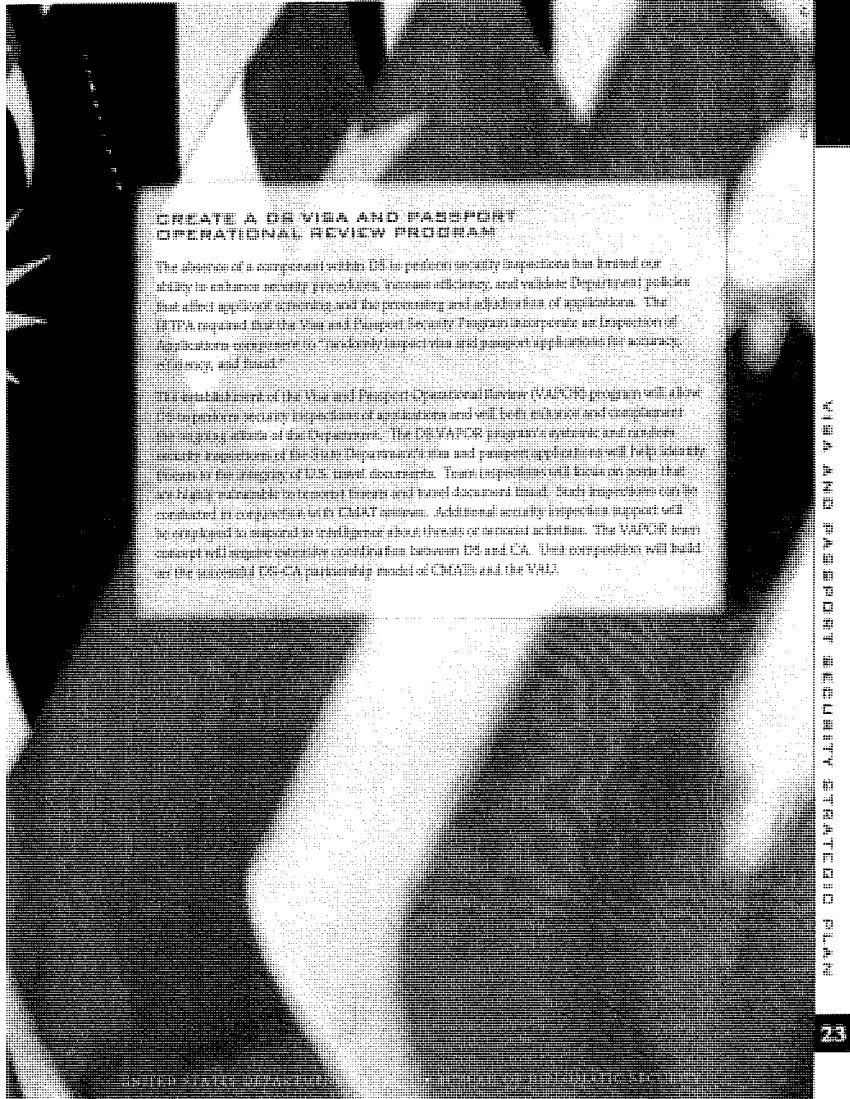 CREATE A DS VISA AND PASSPORT
OPERATIONAL REVIEW PROGRAM
The absence of a component within DS to perform security inspections has limited our
ability to enhance security procedures, increase efficiency, and validate Department policies
that affect applicant screening and the processing and adjudication of applications. The
IRTPA required that the Visa and Passport Security Program incorporate an Inspection of
Applications component to "randomly inspect visa and passport applications for accuracy,
efficiency, and fraud."
The establishment of the Visa and Passport Operational Review (VAPOR) program will allow
DS to perform security inspections of applications and will both enhance and complement
the ongoing efforts of the Department. The DS VAPOR program's systemic and random
security inspections of the State Department's visa and passport applications will help identify
threats to the integrity of U.S. travel documents. Team inspections will focus on posts that
are highly vulnerable to terrorist threats and travel document fraud. Such inspections can be
conducted in conjunction with CMAT reviews. Additional security inspection support will
be employed to respond to intelligence about threats or terrorist activities. The VAPOR team
concept will require extensive coordination between DS and CA. Unit composition will build
on the successful DS-CA partnership model of CMATs and the VAU.
VISA AND PASSPORT SECURITY STRATEGIC PLAN
23
UNITED STATES DEPARTMENT BUREAU OF DIPLOMATIC SECURITY